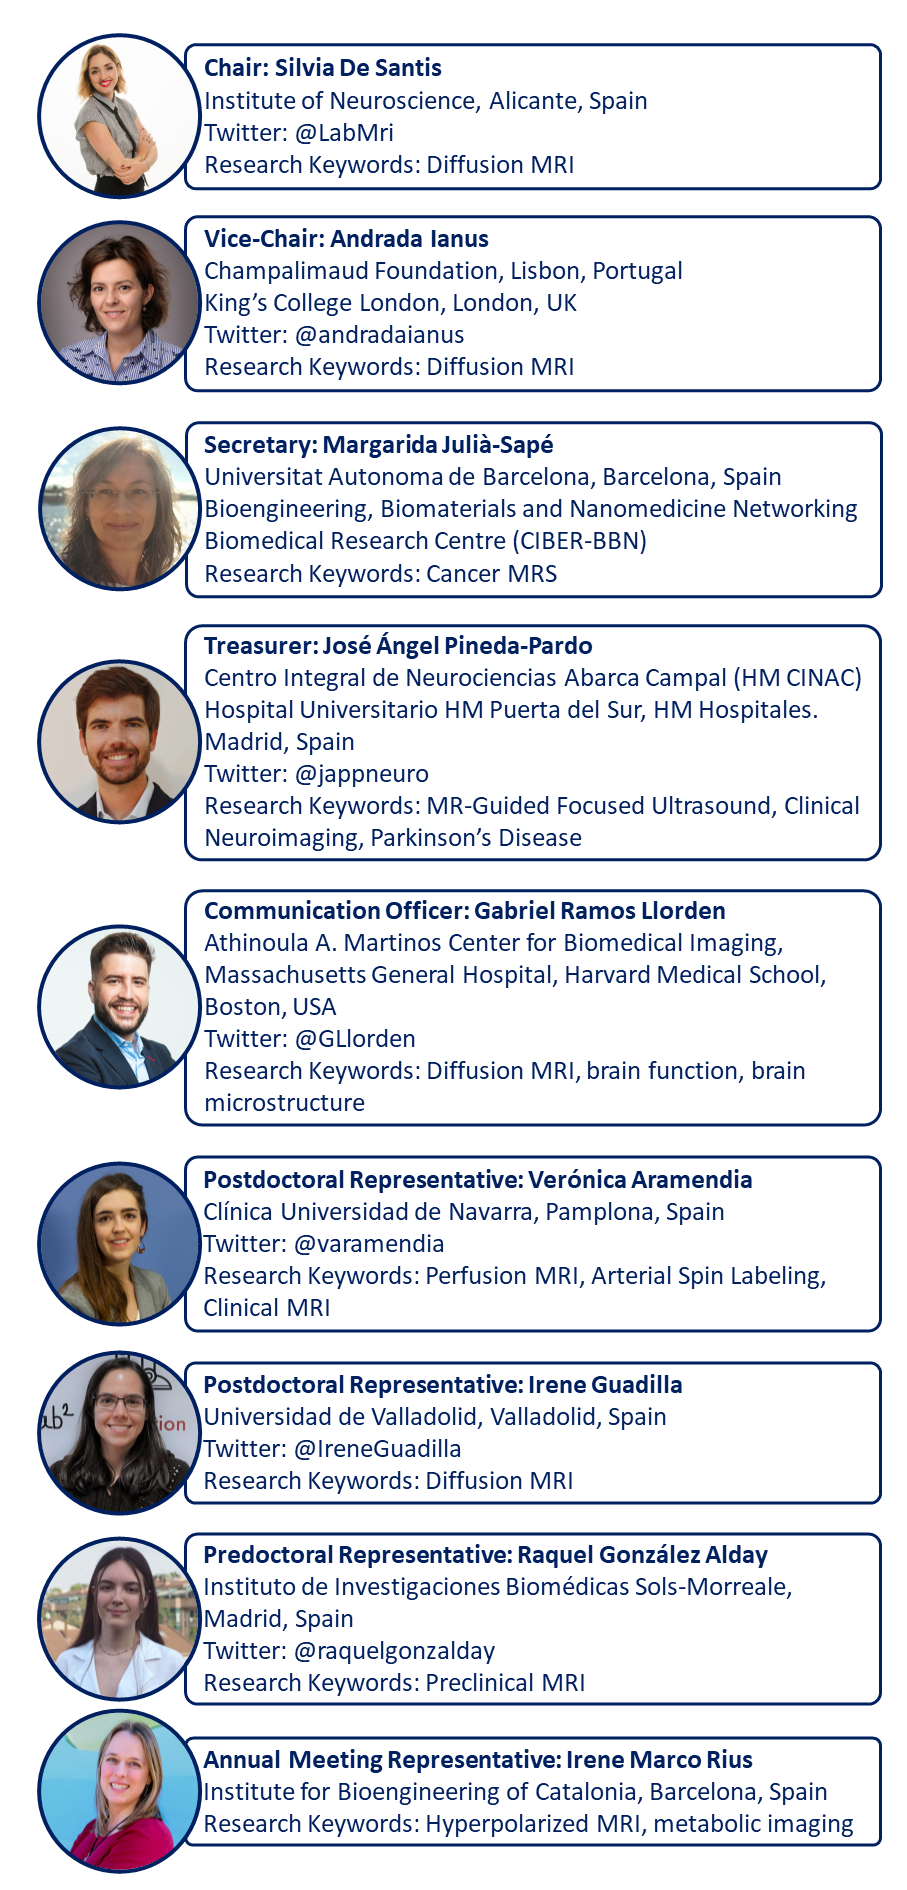 Chair: Silvia De Santis
Institute of Neuroscience, Alicante, Spain
Twitter: @LabMri
Research Keywords: Diffusion MRI
Vice-Chair: Andrada Ianus
Champalimaud Foundation, Lisbon, Portugal
King's College London, London, UK
Twitter: @andradaianus
Research Keywords: Diffusion MRI
Secretary: Margarida Julià-Sapé
Universitat Autonoma de Barcelona, Barcelona, Spain
Bioengineering, Biomaterials and Nanomedicine Networking
Biomedical Research Centre (CIBER-BBN)
Research Keywords: Cancer MRS
Treasurer: José Ángel Pineda-Pardo
Centro Integral de Neurociencias Abarca Campal (HM CINAC)
Hospital Universitario HM Puerta del Sur, HM Hospitales.
Madrid, Spain
Twitter: @jappneuro
Research Keywords: MR-Guided Focused Ultrasound, Clinical
Neuroimaging, Parkinson's Disease
Communication Officer: Gabriel Ramos Llorden
Athinoula A. Martinos Center for Biomedical Imaging,
Massachusetts General Hospital, Harvard Medical School,
Boston, USA
Twitter: @GLlorden
Research Keywords: Diffusion MRI, brain function, brain
microstructure
Postdoctoral Representative: Verónica Aramendia
Clínica Universidad de Navarra, Pamplona, Spain
Twitter: @varamendia
Research Keywords: Perfusion MRI, Arterial Spin Labeling,
Clinical MRI
ab²
tion
Postdoctoral Representative: Irene Guadilla
Universidad de Valladolid, Valladolid, Spain
Twitter: @IreneGuadilla
Research Keywords: Diffusion MRI
Predoctoral Representative: Raquel González Alday
Instituto de Investigaciones Biomédicas Sols-Morreale,
Madrid, Spain
Twitter: @raquelgonzalday
Research Keywords: Preclinical MRI
Annual Meeting Representative: Irene Marco Rius
Institute for Bioengineering of Catalonia, Barcelona, Spain
Research Keywords: Hyperpolarized MRI, metabolic imaging